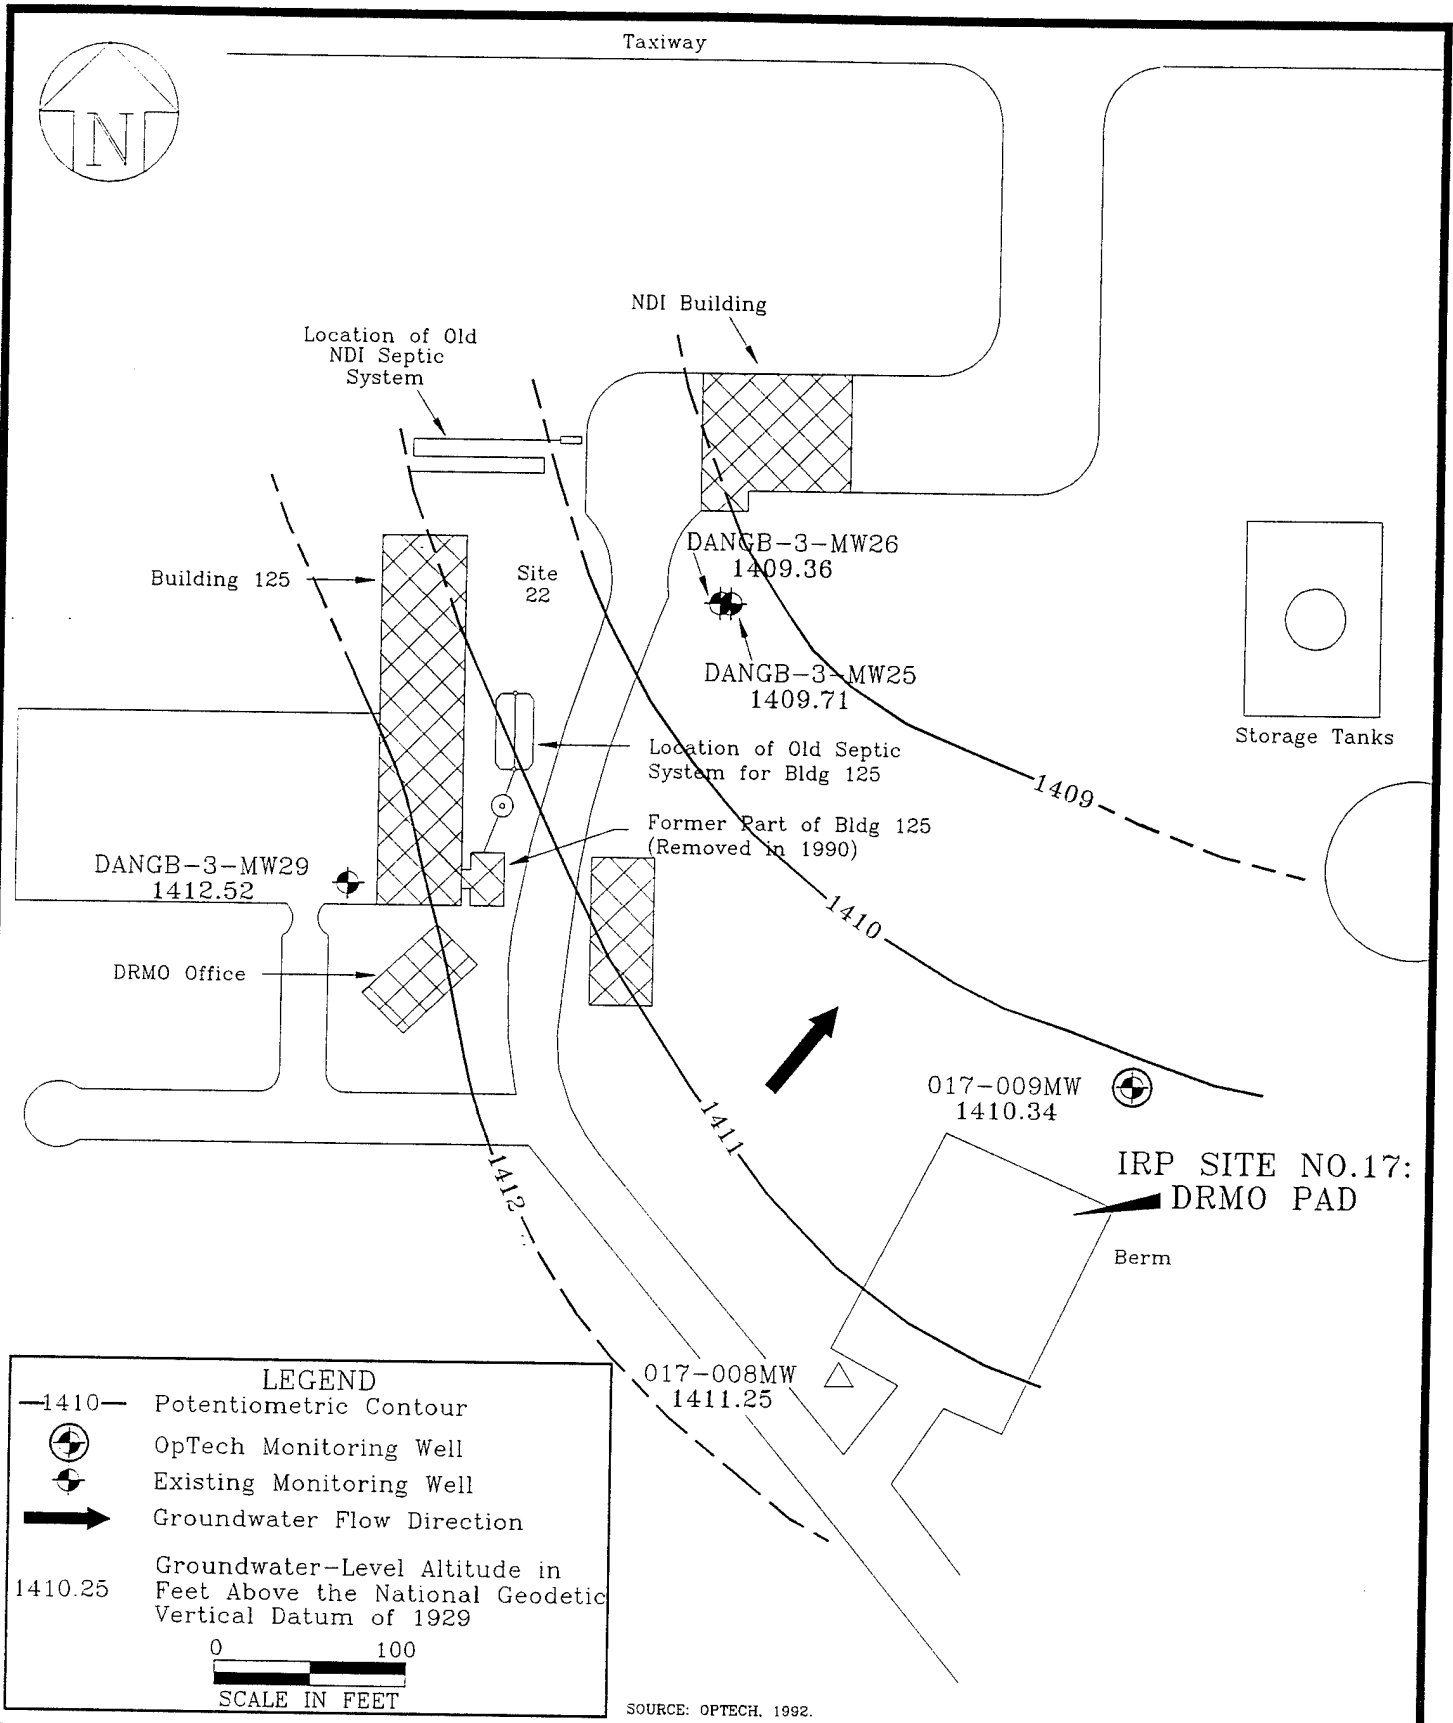 Taxiway
N
NDI Building
Location of Old
NDI Septic
System
DANGB-3-MW26
1409.36
Building 125
Site
22
DANGB-3-MW25
1409.71
Storage Tanks
Location of Old Septic
System for Bldg 125
1409
Former Part of Bldg 125
(Removed in 1990)
DANGB-3-MW29
1412.52
1410
DRMO Office
017-009MW
1410.34
1411
1412
IRP SITE NO.17:
DRMO PAD
Berm
017-008MW
1411.25
LEGEND
1410 Potentiometric Contour
OpTech Monitoring Well
Existing Monitoring Well
Groundwater Flow Direction
1410.25 Groundwater-Level Altitude in
Feet Above the National Geodetic
Vertical Datum of 1929
0 100
SCALE IN FEET
SOURCE: OPTECH. 1992.